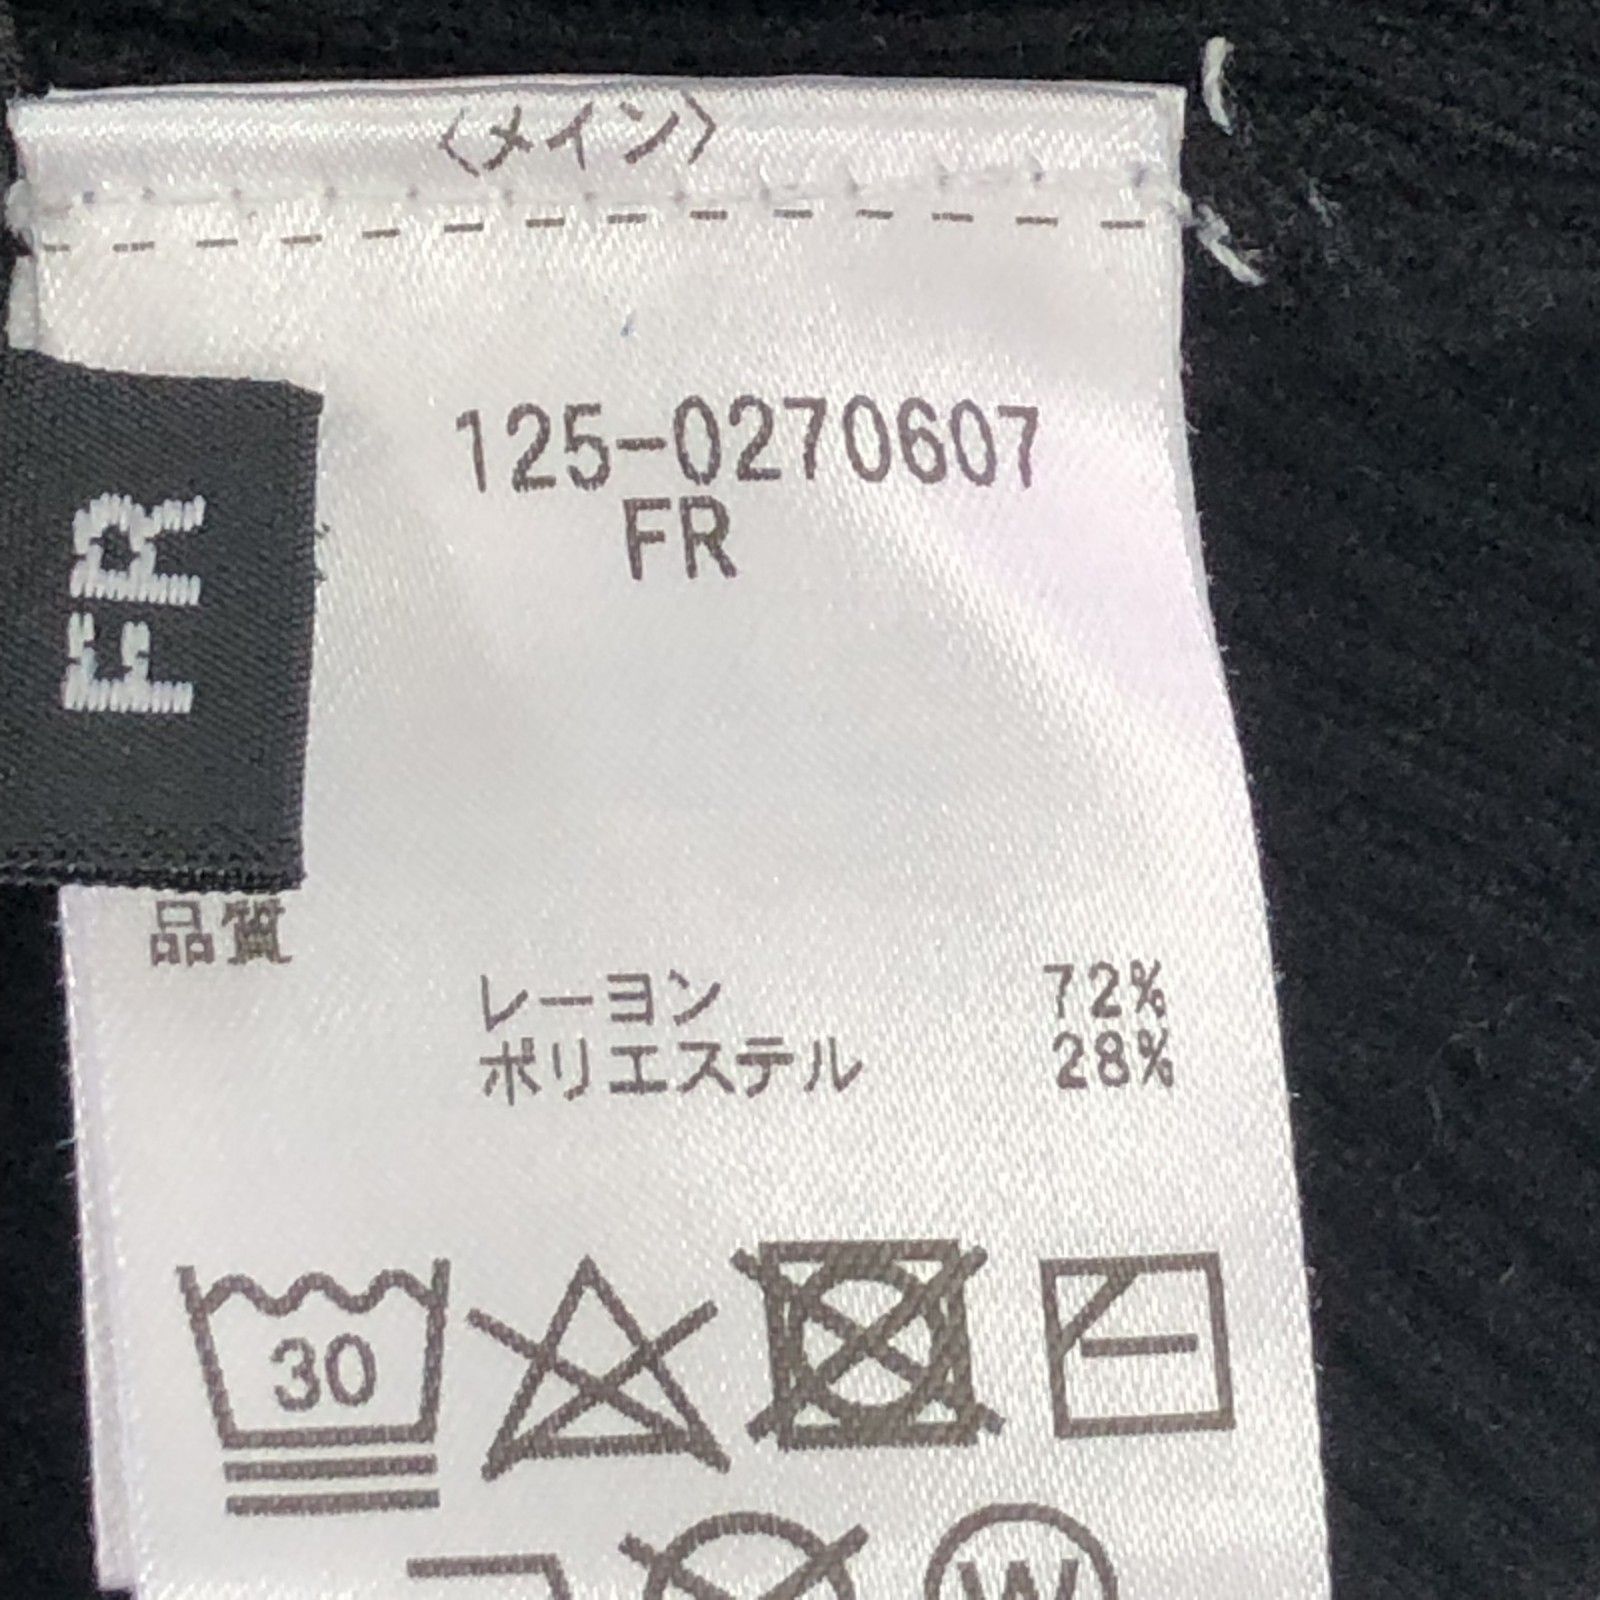 〈メイン〉
125-0270607
FR
FR
品質
レーヨン 72%
ポリエステル 28%
30
W